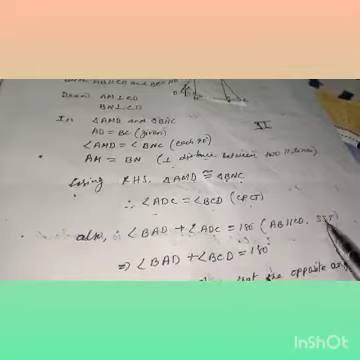 Draw AM⊥CD
BN⊥CD
In △AMD and △BNC
AD = BC (given)
∠AMD = ∠BNC (each 90°)
AM = BN (⊥ distance between two || lines)
Using RHS. △AMD ≅ △BNC
∴ ∠ADC = ∠BCD (CPCT)
also, ∠BAD + ∠ADC = 180° (AB||CD,
⇒ ∠BAD + ∠BCD = 180°
that the opposite
InShOt